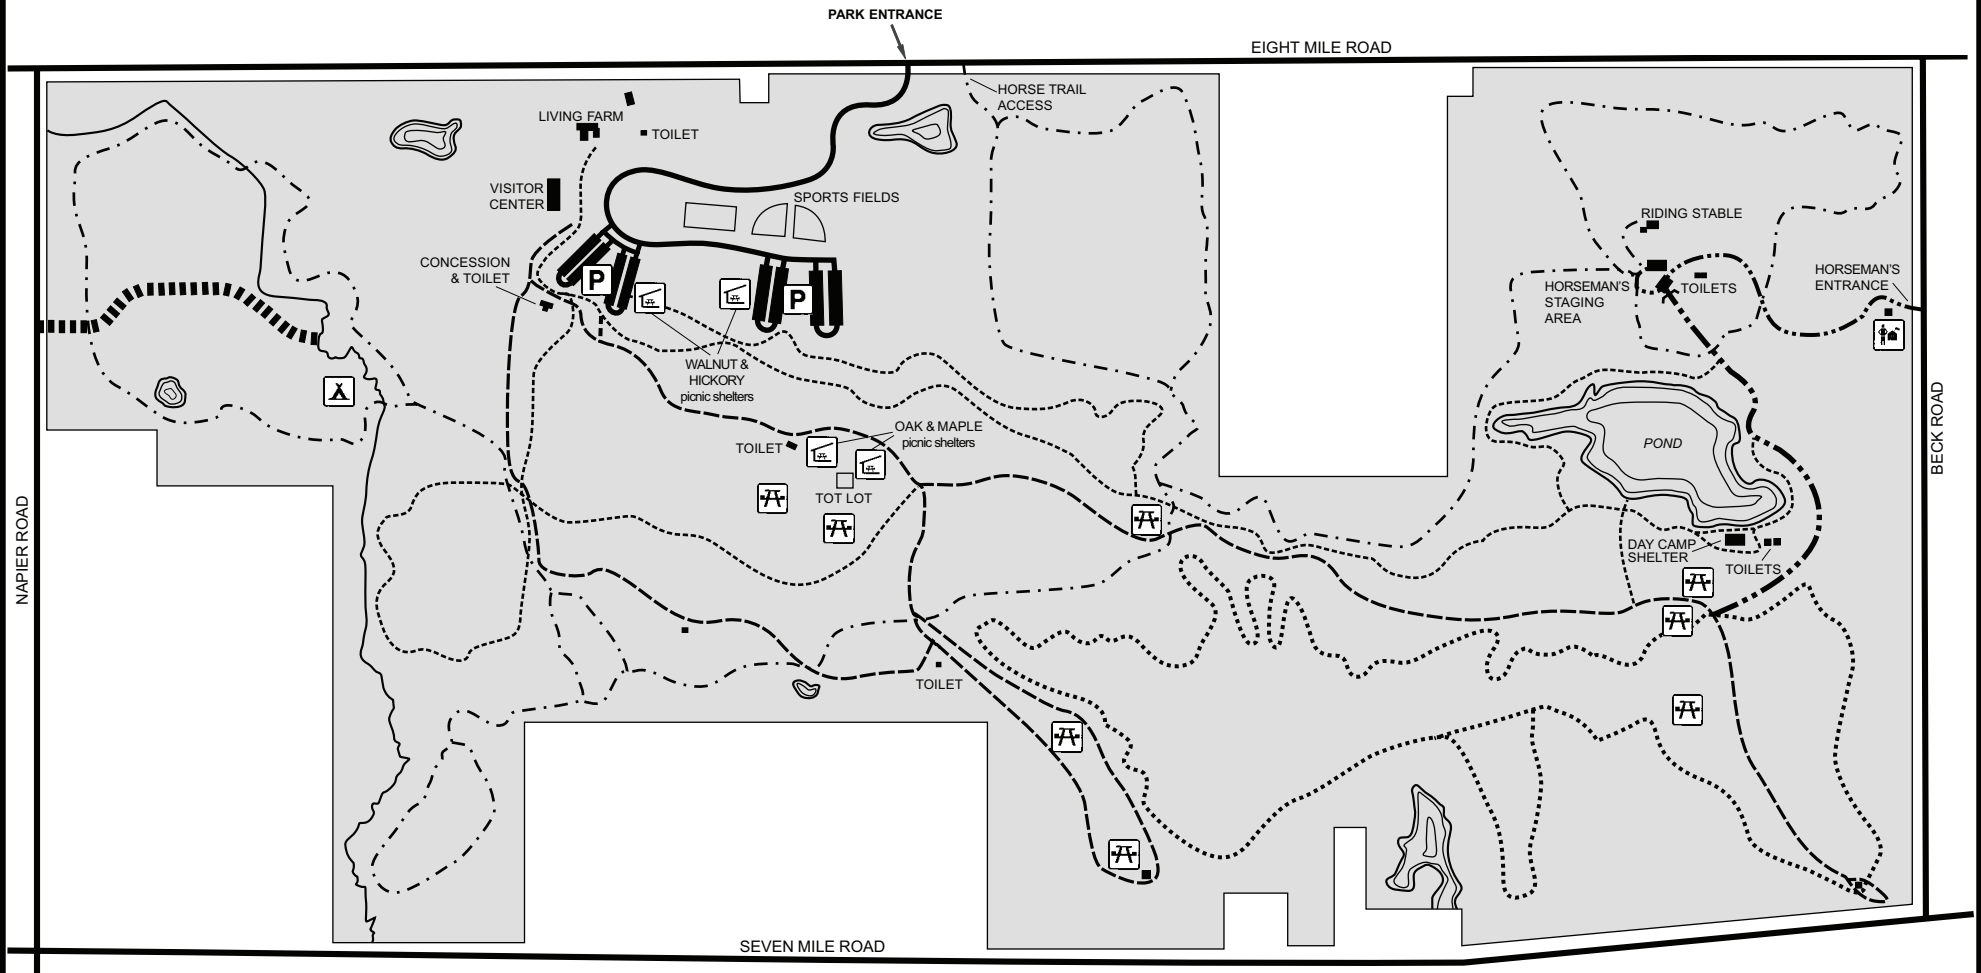 PARK ENTRANCE
EIGHT MILE ROAD
HORSE TRAIL
ACCESS
LIVING FARM
TOILET
VISITOR
CENTER
SPORTS FIELDS
RIDING STABLE
CONCESSION
& TOILET
P
P
HORSEMAN'S
ENTRANCE
HORSEMAN'S
STAGING
AREA
TOILETS
WALNUT &
HICKORY
picnic shelters
BECK ROAD
OAK & MAPLE
picnic shelters
TOILET
POND
TOT LOT
NAPIER ROAD
DAY CAMP
SHELTER
TOILETS
TOILET
SEVEN MILE ROAD